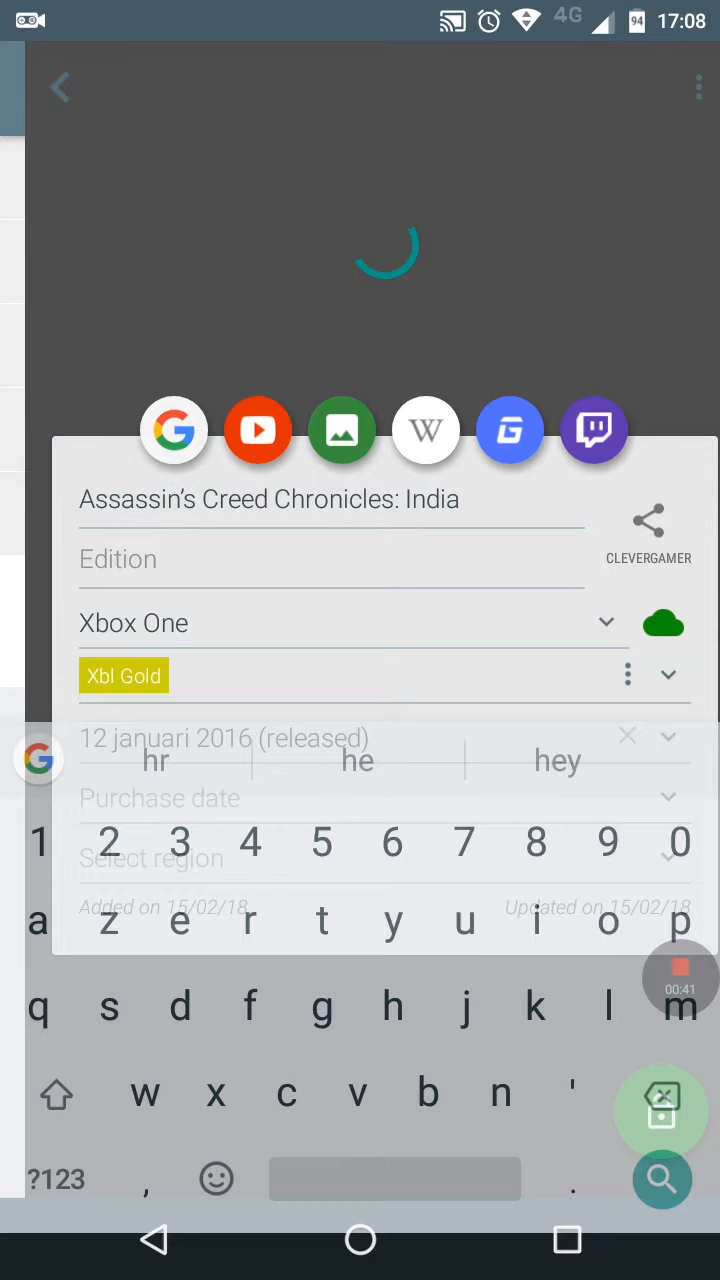 4G 94 17:08
W G
Assassin's Creed Chronicles: India
CLEVERGAMER
Edition
Xbox One
Xbl Gold
12 januari 2016 (released)
G hr he hey
Purchase date
1 2 3 4 5 6 7 8 9 0
Select region
Added on 15/02/18 Updated on 15/02/18
a z e r t y u i o p
00:41
q s d f g h j k l m
w x c v b n '
?123 , .